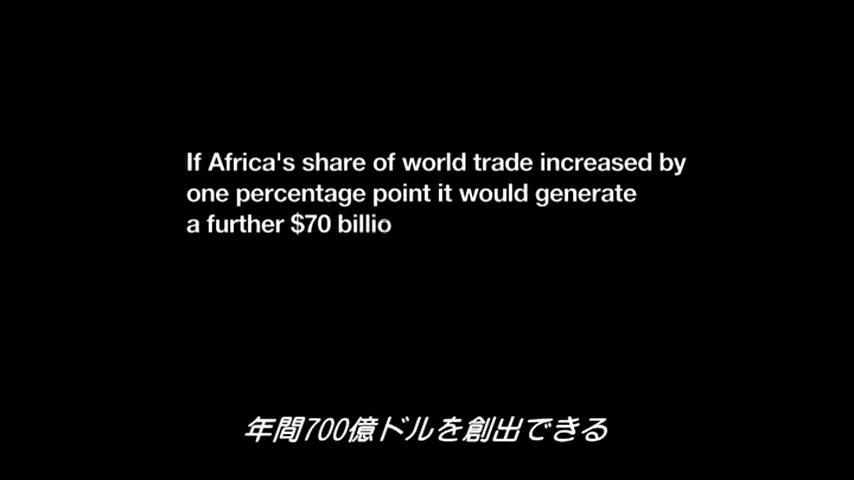 If Africa's share of world trade increased by
one percentage point it would generate
a further $70 billio
年間700億ドルを創出できる